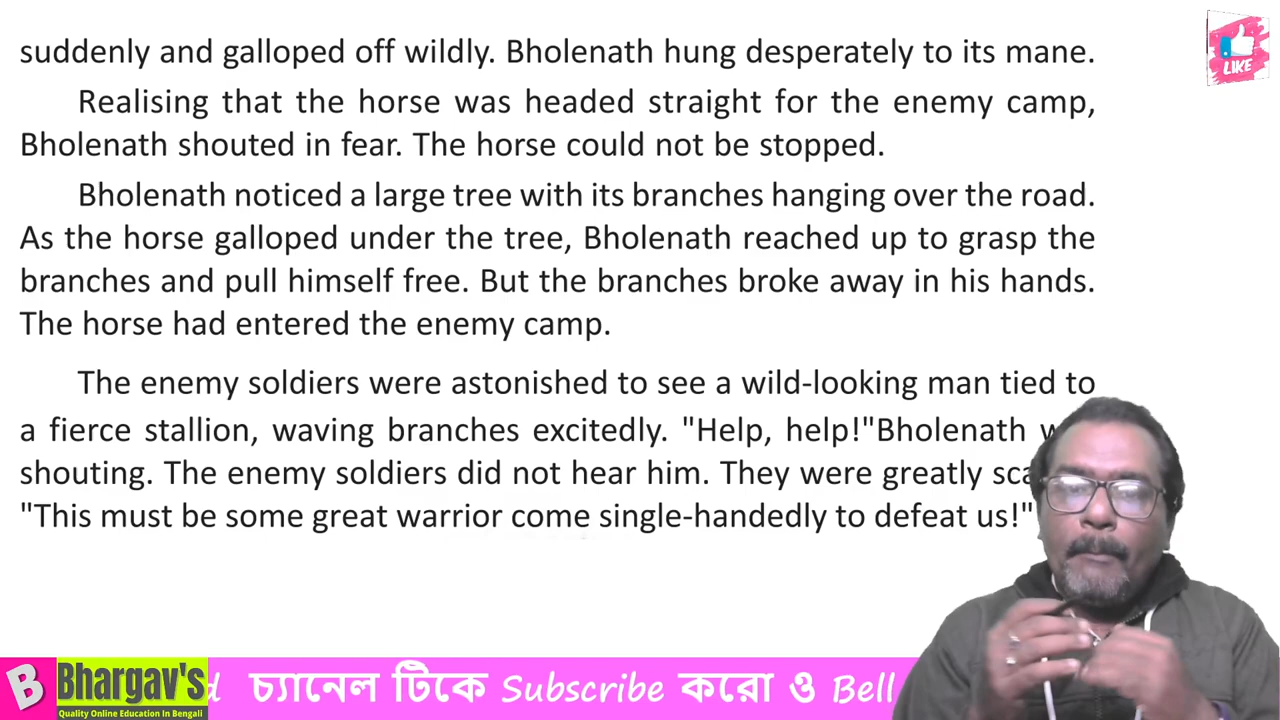 suddenly and galloped off wildly. Bholenath hung desperately to its mane.
LIKE
Realising that the horse was headed straight for the enemy camp,
Bholenath shouted in fear. The horse could not be stopped.
Bholenath noticed a large tree with its branches hanging over the road.
As the horse galloped under the tree, Bholenath reached up to grasp the
branches and pull himself free. But the branches broke away in his hands.
The horse had entered the enemy camp.
The enemy soldiers were astonished to see a wild-looking man tied to
a fierce stallion, waving branches excitedly. "Help, help!"Bholenath
shouting. The enemy soldiers did not hear him. They were greatly
"This must be some great warrior come single-handedly to defeat us!"
B Bhargav's
Quality Online Education In Bengali
চ্যানেল টিকে Subscribe করো ও Bell